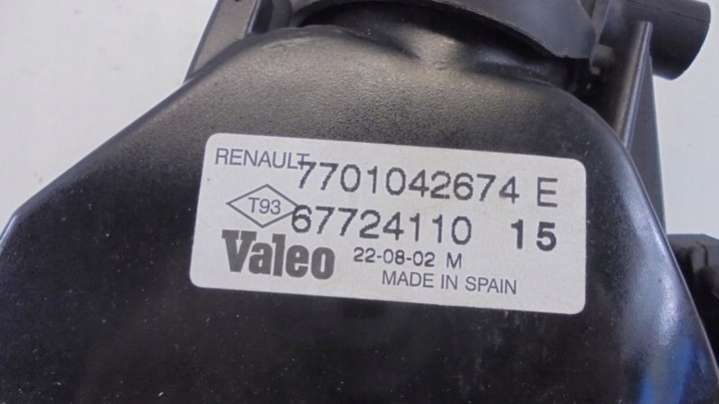 RENAULT 7701042674 E
T93 67724110 15
Valeo 22-08-02 M
MADE IN SPAIN